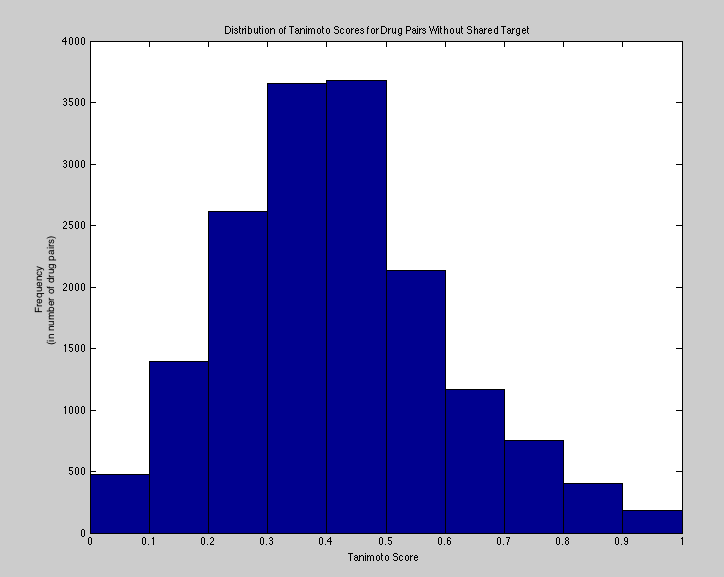 Distribution of Tanimoto Scores for Drug Pairs Without Shared Target
4000
3500
3000
2500
2000
1500
1000
500
0
Frequency
(in number of drug pairs)
0 0.1 0.2 0.3 0.4 0.5 0.6 0.7 0.8 0.9 1
Tanimoto Score